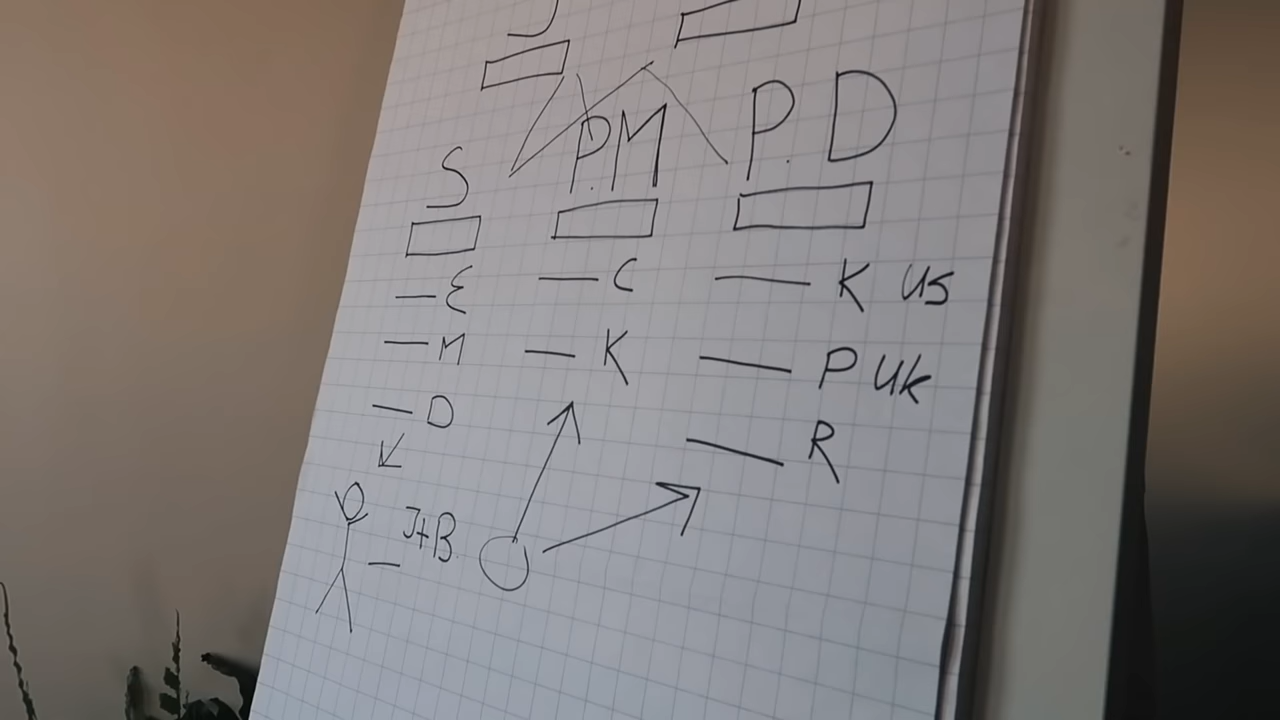 J
P.M P.D
S
— E — C — K US
— M — K — P UK
— D — R
— J+B